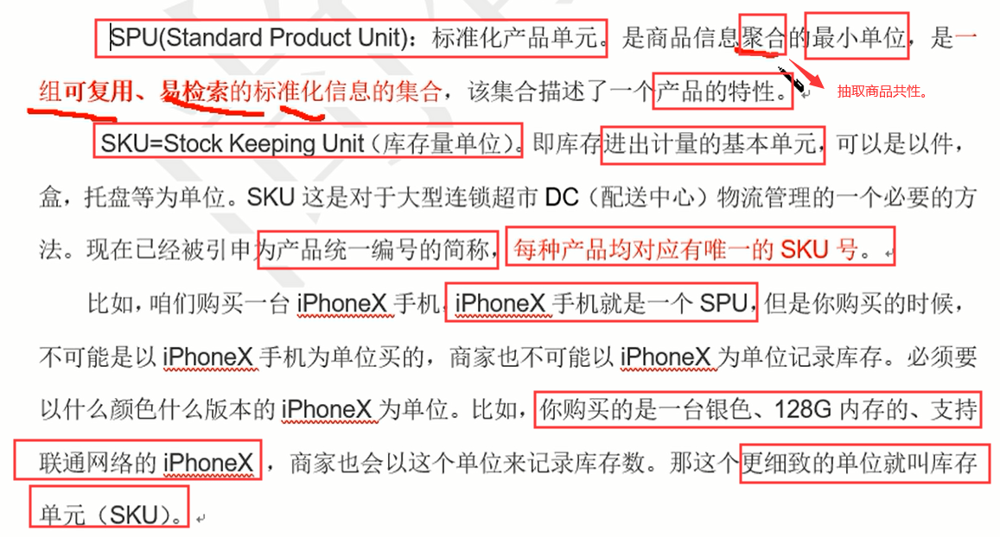 SPU(Standard Product Unit)：标准化产品单元。是商品信息聚合的最小单位，是一
组可复用、易检索的标准化信息的集合，该集合描述了一个产品的特性。
抽取商品共性。
SKU=Stock Keeping Unit（库存量单位）。即库存进出计量的基本单元，可以是以件，
盒，托盘等为单位。SKU 这是对于大型连锁超市 DC（配送中心）物流管理的一个必要的方
法。现在已经被引申为产品统一编号的简称，每种产品均对应有唯一的 SKU 号。
比如，咱们购买一台 iPhoneX 手机，iPhoneX 手机就是一个 SPU，但是你购买的时候，
不可能是以 iPhoneX 手机为单位买的，商家也不可能以 iPhoneX 为单位记录库存。必须要
以什么颜色什么版本的 iPhoneX 为单位。比如，你购买的是一台银色、128G 内存的、支持
联通网络的 iPhoneX ，商家也会以这个单位来记录库存数。那这个更细致的单位就叫库存
单元（SKU）。